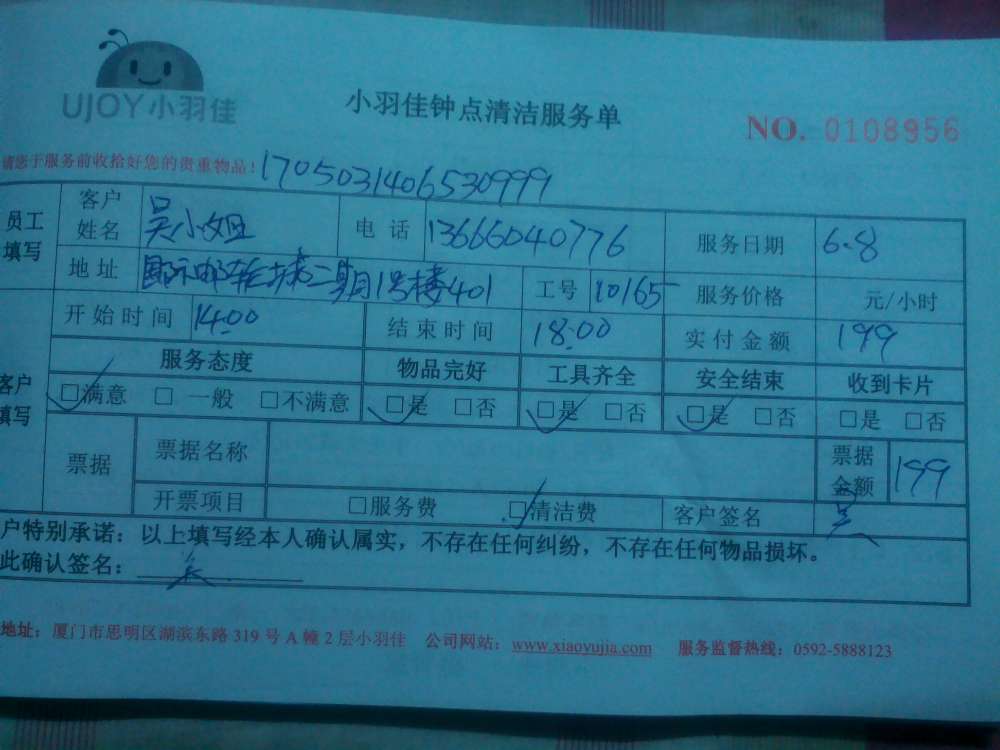 UJOY小羽佳
小羽佳钟点清洁服务单
NO. 0108956
请您于服务前收拾好您的贵重物品！
1705031406530999
员工填写 客户姓名 吴小姐 电话 13666040776 服务日期 6.8
地址 国际邮轮城二期1号楼401 工号 10165 服务价格 元/小时
开始时间 14:00 结束时间 18:00 实付金额 199
客户填写 服务态度 物品完好 工具齐全 安全结束 收到卡片
□满意 □一般 □不满意 □是 □否 □是 □否 □是 □否 □是 □否
票据 票据名称 票据金额 199
开票项目 □服务费 □清洁费 客户签名 吴
户特别承诺：以上填写经本人确认属实，不存在任何纠纷，不存在任何物品损坏。
此确认签名： 吴
地址：厦门市思明区湖滨东路 319 号 A 幢 2 层小羽佳 公司网站：www.xiaoyujia.com 服务监督热线：0592-5888123